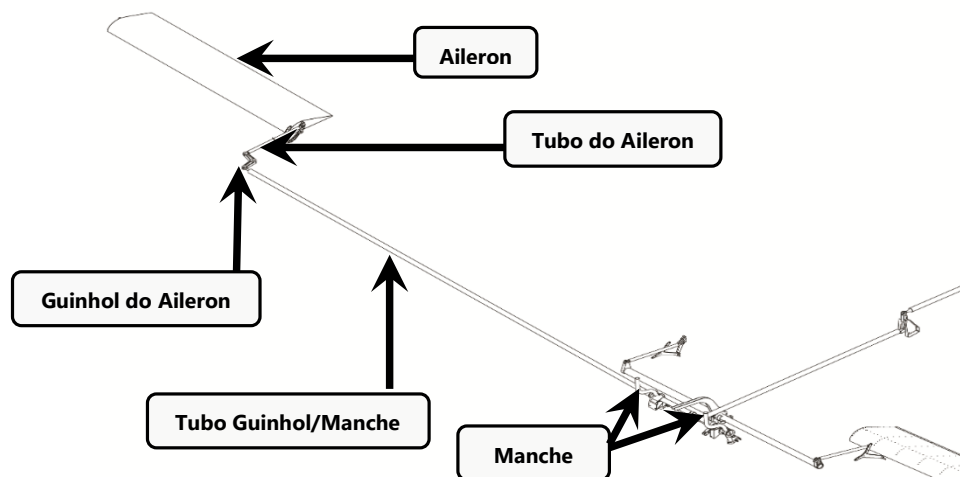 Aileron
Tubo do Aileron
Guinhol do Aileron
Tubo Guinhol/Manche
Manche